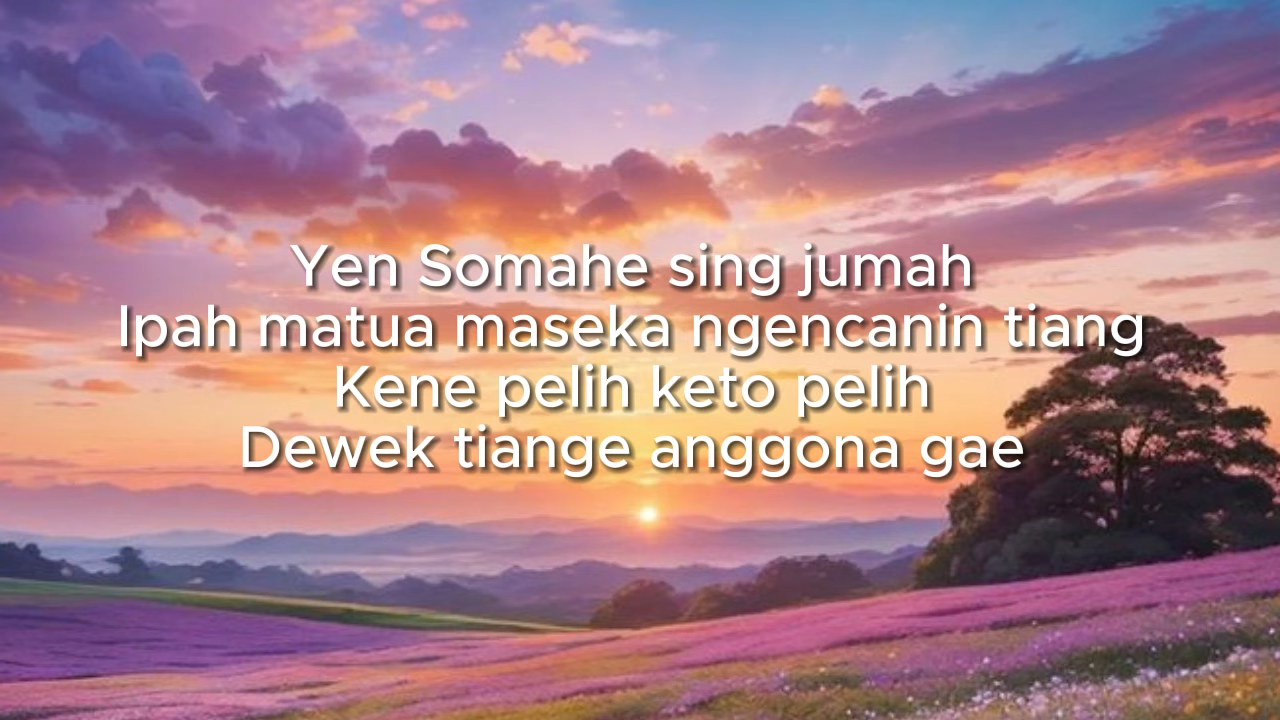 Yen Somahe sing jumah
Ipah matua maseka ngencanin tiang
Kene pelih keto pelih
Dewek tiange anggona gae